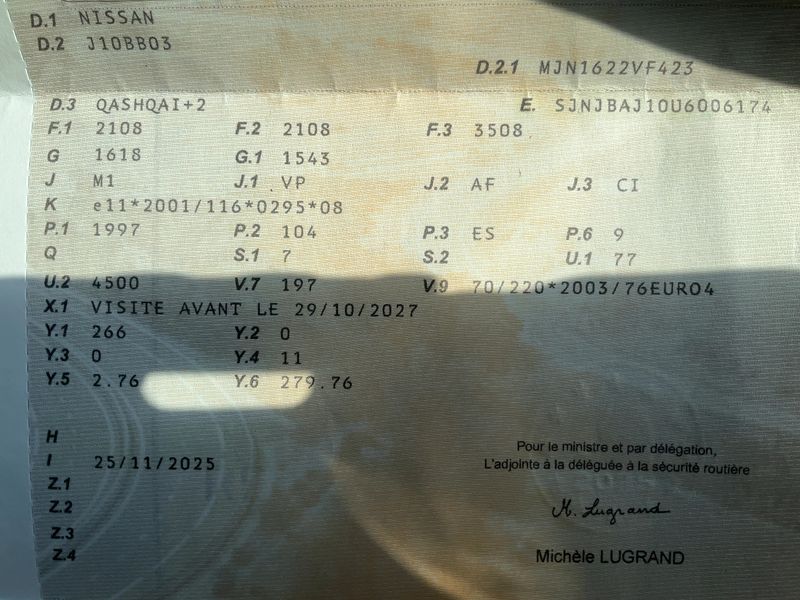 D.1 NISSAN
D.2 J10BB03
D.2.1 MJN1622VF423
D.3 QASHQAI+2 E. SJNJBAJ10U6006174
F.1 2108 F.2 2108 F.3 3508
G 1618 G.1 1543
J M1 J.1 VP J.2 AF J.3 CI
K e11*2001/116*0295*08
P.1 1997 P.2 104 P.3 ES P.6 9
Q S.1 7 S.2 U.1 77
U.2 4500 V.7 197 V.9 70/220*2003/76EURO4
X.1 VISITE AVANT LE 29/10/2027
Y.1 266 Y.2 0
Y.3 0 Y.4 11
Y.5 2.76 Y.6 279.76
H
I 25/11/2025
Z.1
Z.2
Z.3
Z.4
Pour le ministre et par délégation,
L'adjointe à la déléguée à la sécurité routière
M. Lugrand
Michèle LUGRAND